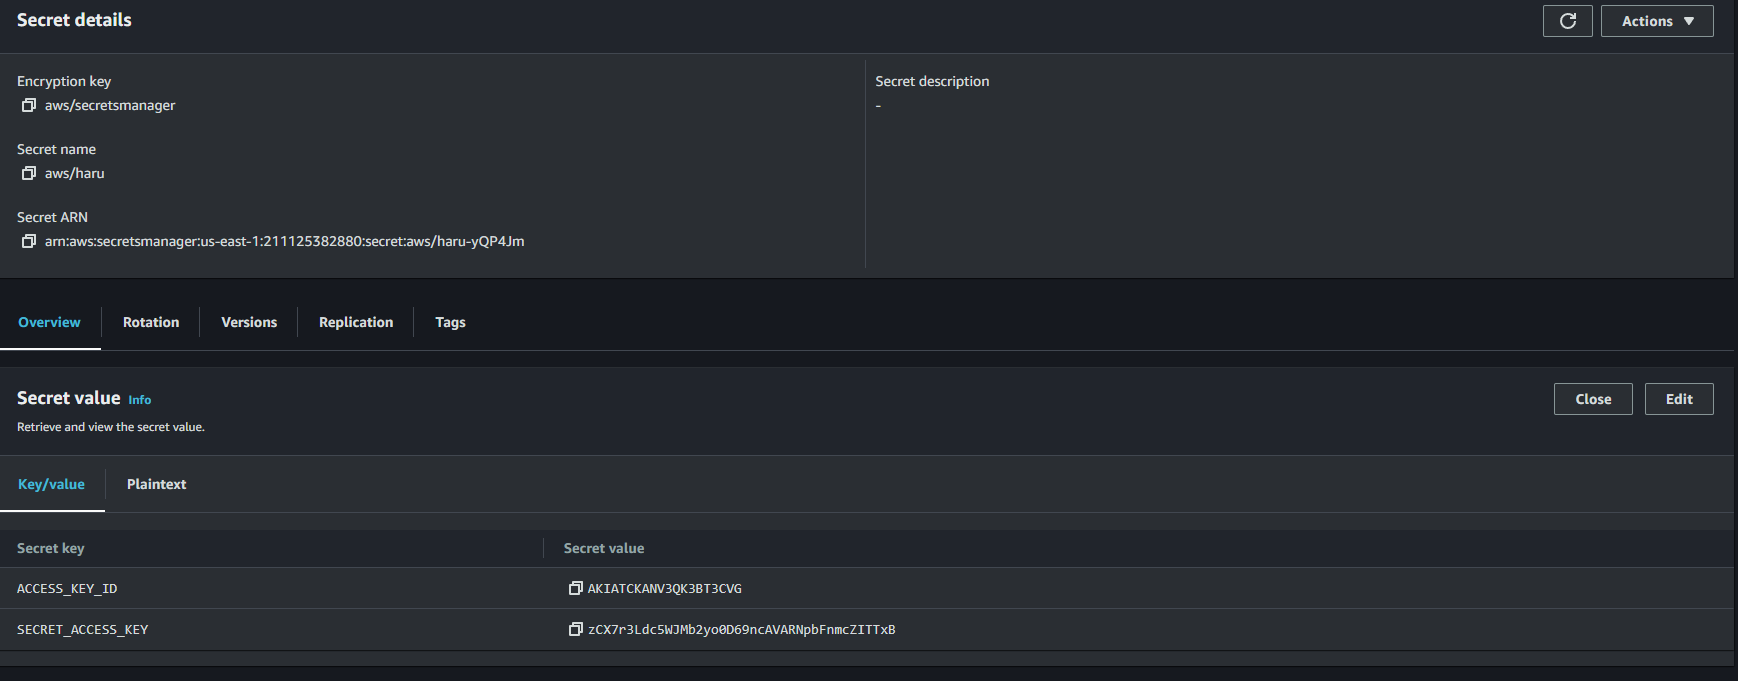 Secret details
Actions
Encryption key
aws/secretsmanager
Secret description
-
Secret name
aws/haru
Secret ARN
arn:aws:secretsmanager:us-east-1:211125382880:secret:aws/haru-yQP4Jm
Overview Rotation Versions Replication Tags
Secret value Info
Retrieve and view the secret value.
Close Edit
Key/value Plaintext
Secret key Secret value
ACCESS_KEY_ID AKIATCKANV3QK3BT3CVG
SECRET_ACCESS_KEY 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